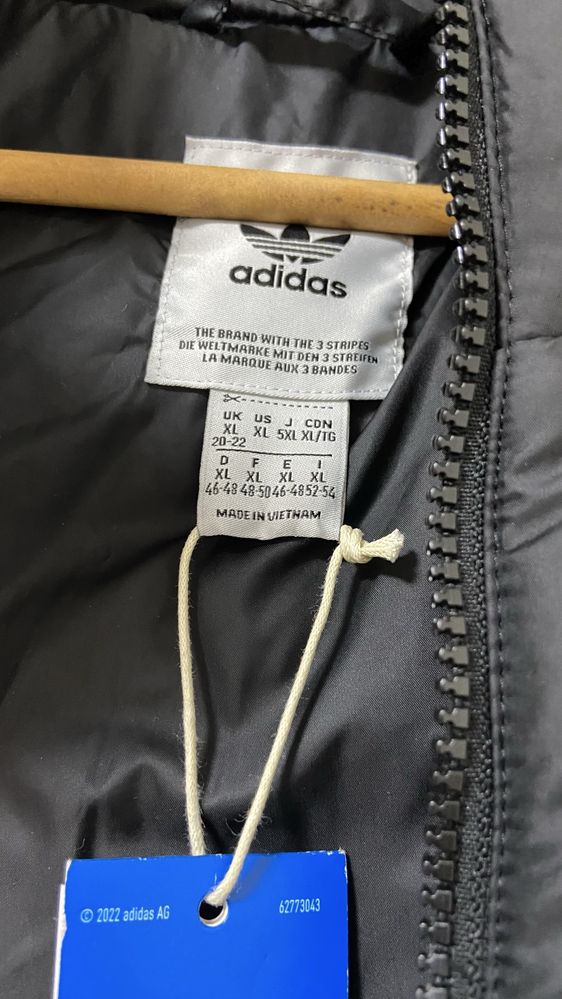 adidas
THE BRAND WITH THE 3 STRIPES
DIE WELTMARKE MIT DEN 3 STREIFEN
LA MARQUE AUX 3 BANDES
UK US J CDN
XL XL 5XL XL/TG
20-22
D F E I
XL XL XL XL
46-48 48-50 46-48 52-54
MADE IN VIETNAM
© 2022 adidas AG 62773043